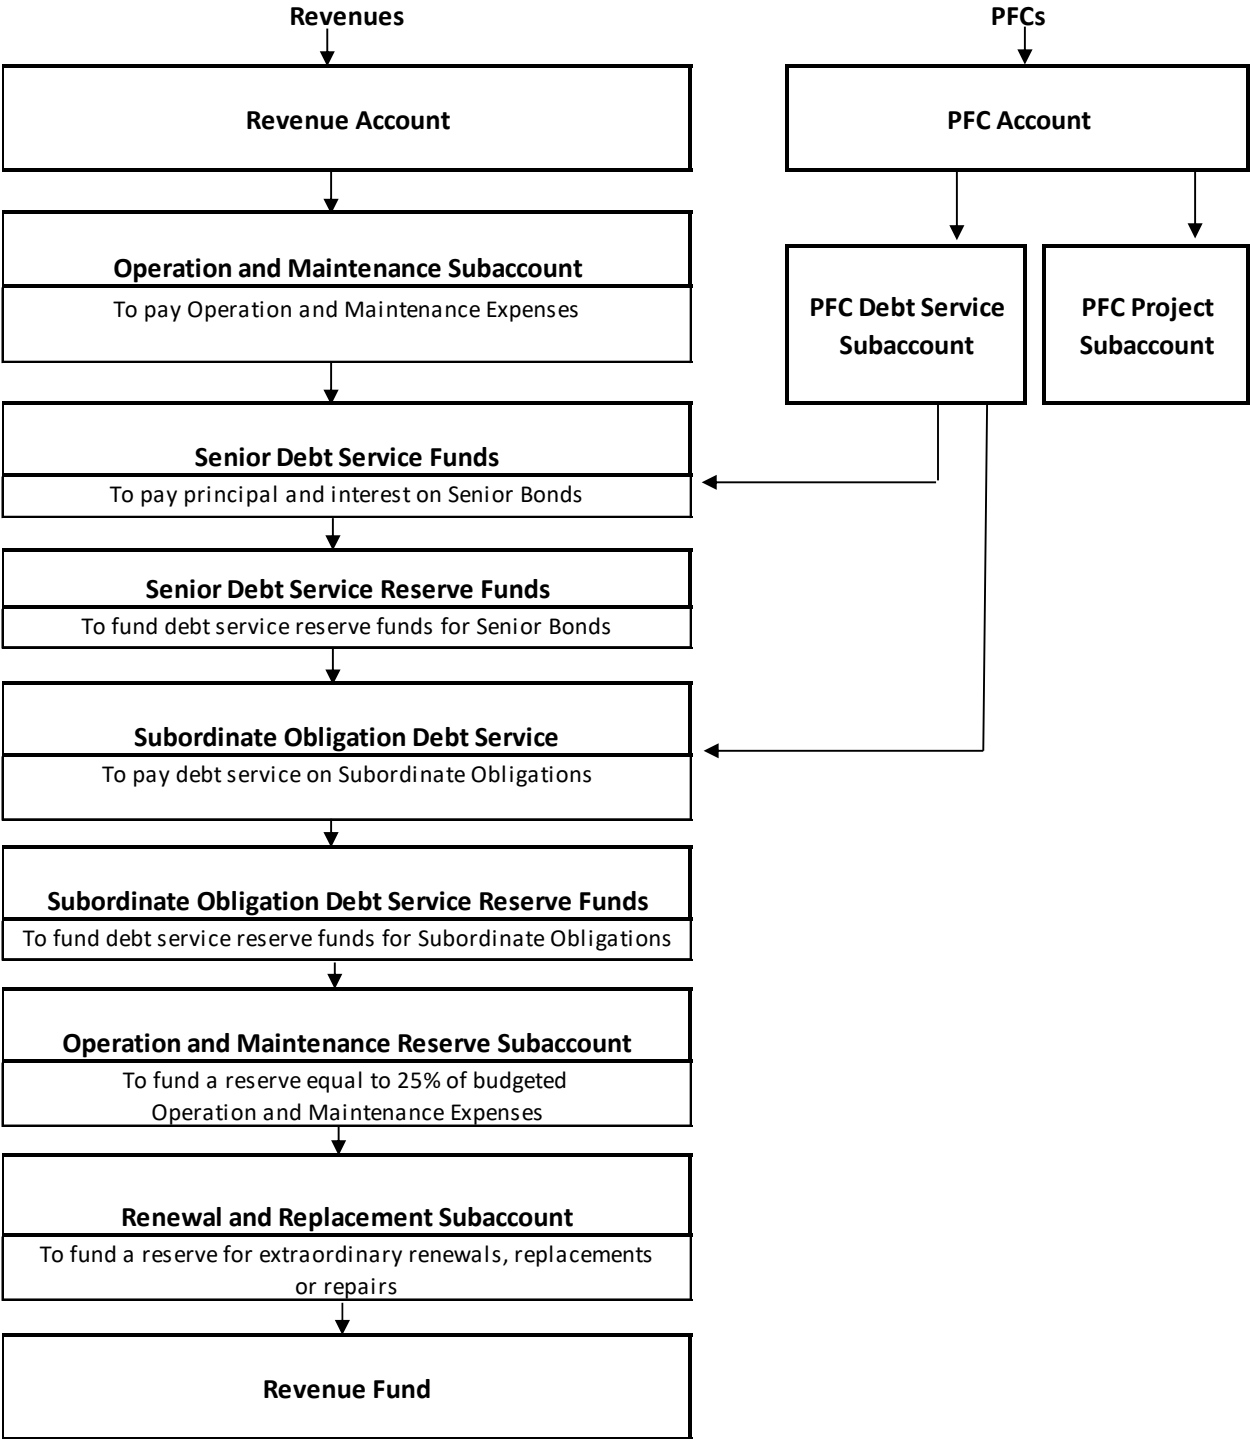 Revenues
Revenue Account
Operation and Maintenance Subaccount
To pay Operation and Maintenance Expenses
Senior Debt Service Funds
To pay principal and interest on Senior Bonds
Senior Debt Service Reserve Funds
To fund debt service reserve funds for Senior Bonds
Subordinate Obligation Debt Service
To pay debt service on Subordinate Obligations
Subordinate Obligation Debt Service Reserve Funds
To fund debt service reserve funds for Subordinate Obligations
Operation and Maintenance Reserve Subaccount
To fund a reserve equal to 25% of budgeted
Operation and Maintenance Expenses
Renewal and Replacement Subaccount
To fund a reserve for extraordinary renewals, replacements
or repairs
Revenue Fund
PFCs
PFC Account
PFC Debt Service
Subaccount
PFC Project
Subaccount